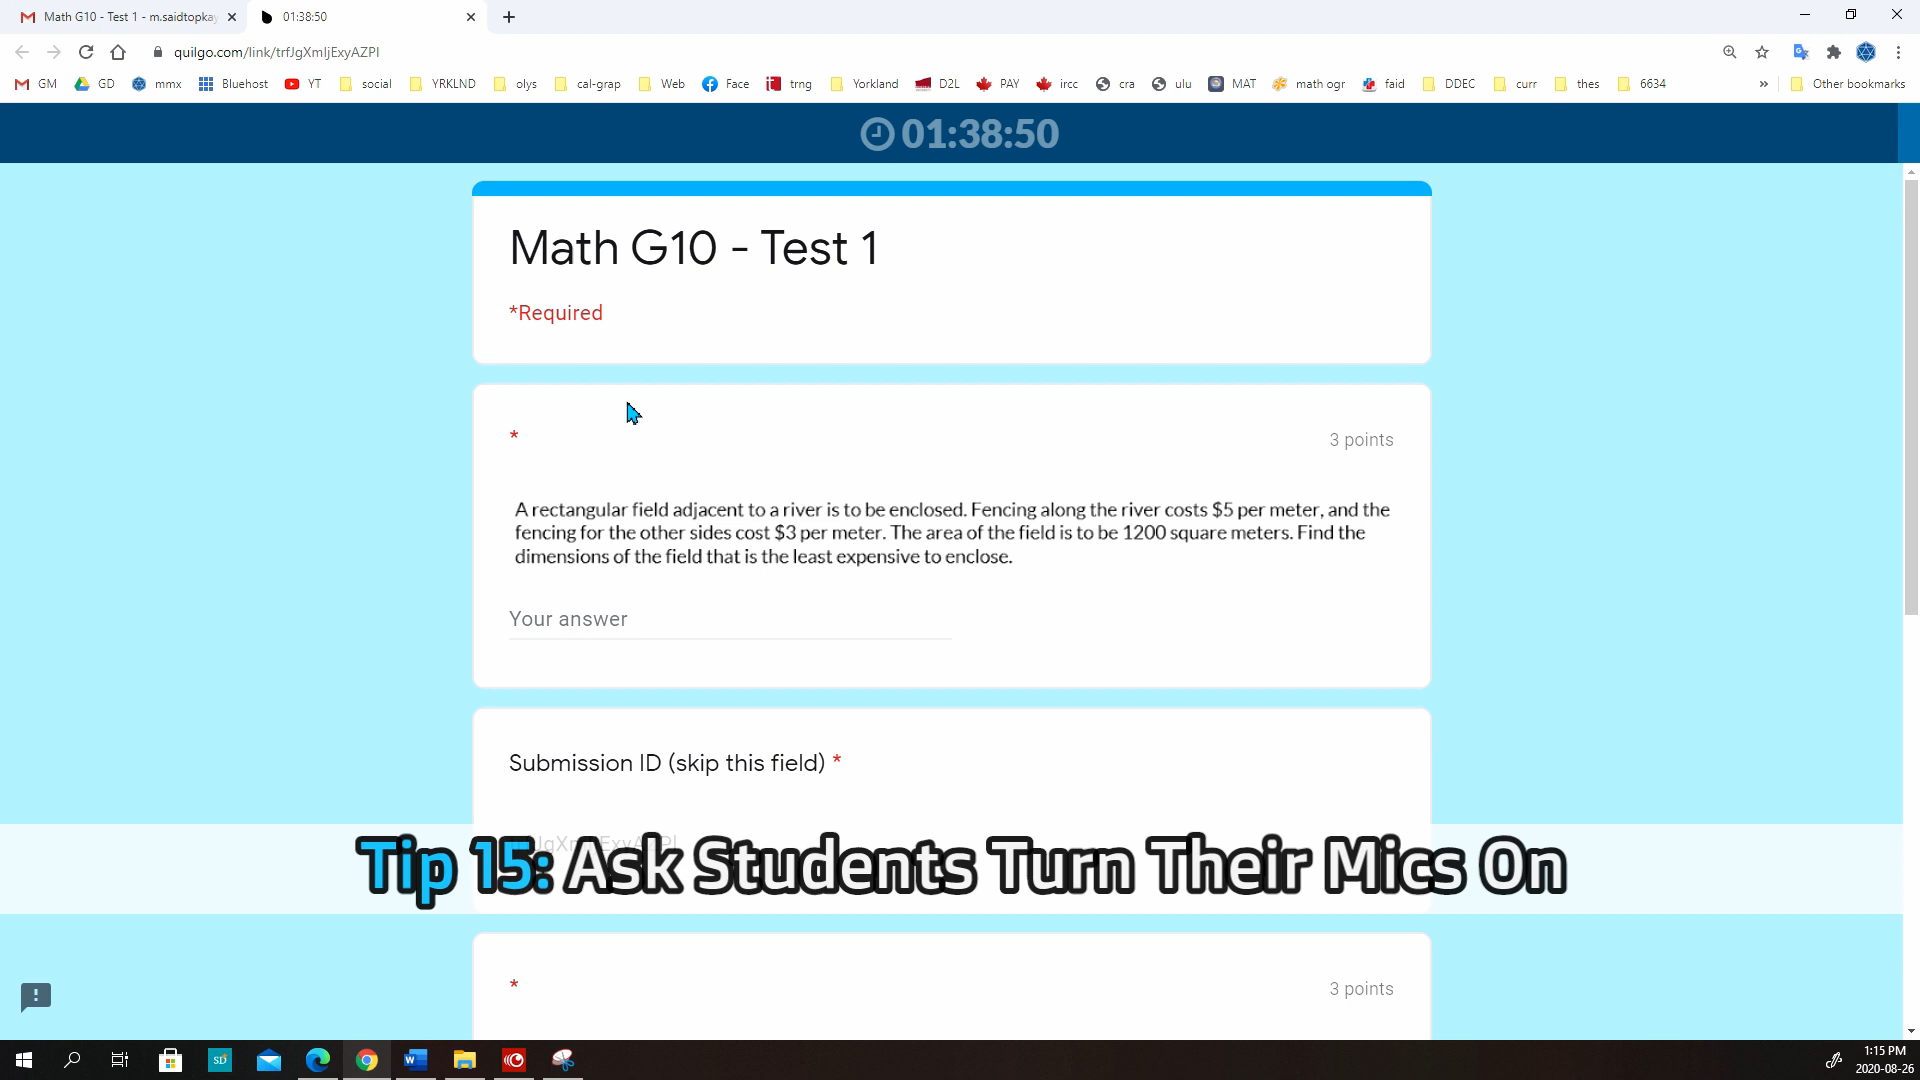 Math G10 - Test 1 - m.saidtopkay
01:38:50
quilgo.com/link/trfJgXmIjExyAZPl
GM GD mmx Bluehost YT social YRKLND olys cal-grap Web Face trng Yorkland D2L PAY ircc cra ulu MAT math ogr faid DDEC curr thes 6634 » Other bookmarks
01:38:50
Math G10 - Test 1
*Required
* 3 points
A rectangular field adjacent to a river is to be enclosed. Fencing along the river costs $5 per meter, and the
fencing for the other sides cost $3 per meter. The area of the field is to be 1200 square meters. Find the
dimensions of the field that is the least expensive to enclose.
Your answer
Submission ID (skip this field) *
Tip 15: Ask Students Turn Their Mics On
* 3 points
SD
1:15 PM
2020-08-26